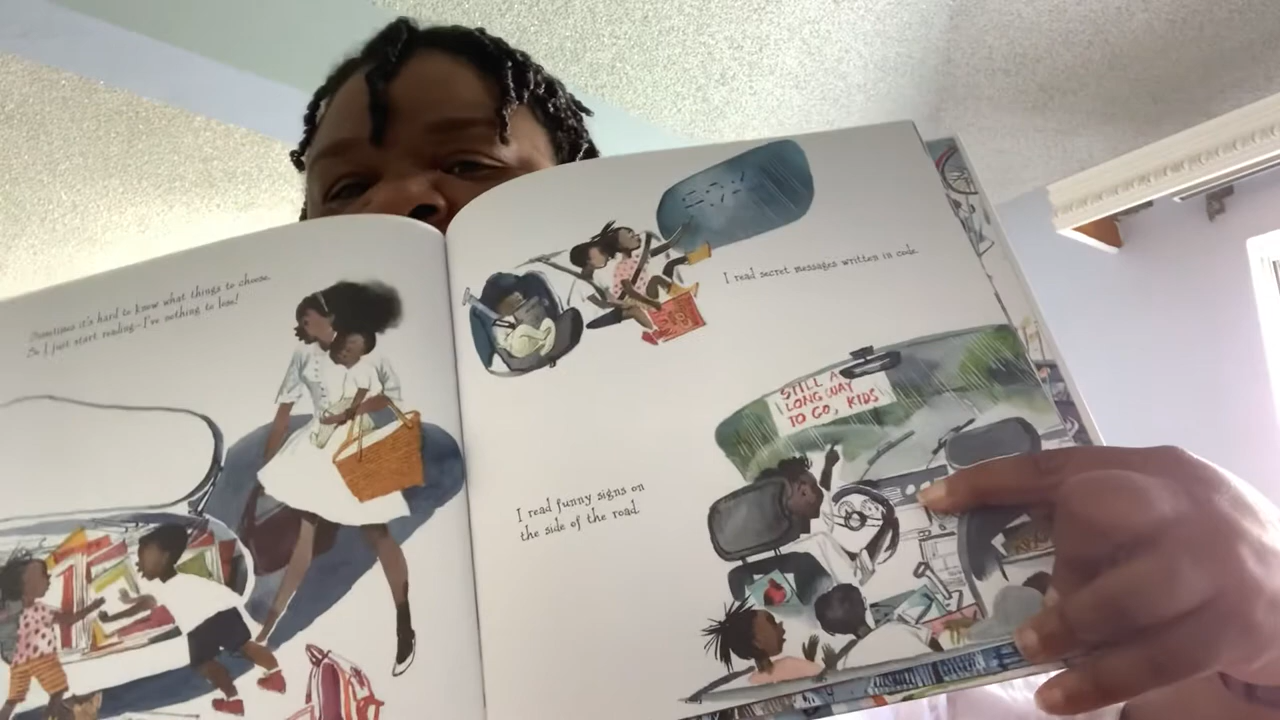 Sometimes it's hard to know what things to choose.
So I just start reading—I've nothing to lose!
I read secret messages written in code.
STILL A
LONG WAY
TO GO, KIDS
I read funny signs on
the side of the road.